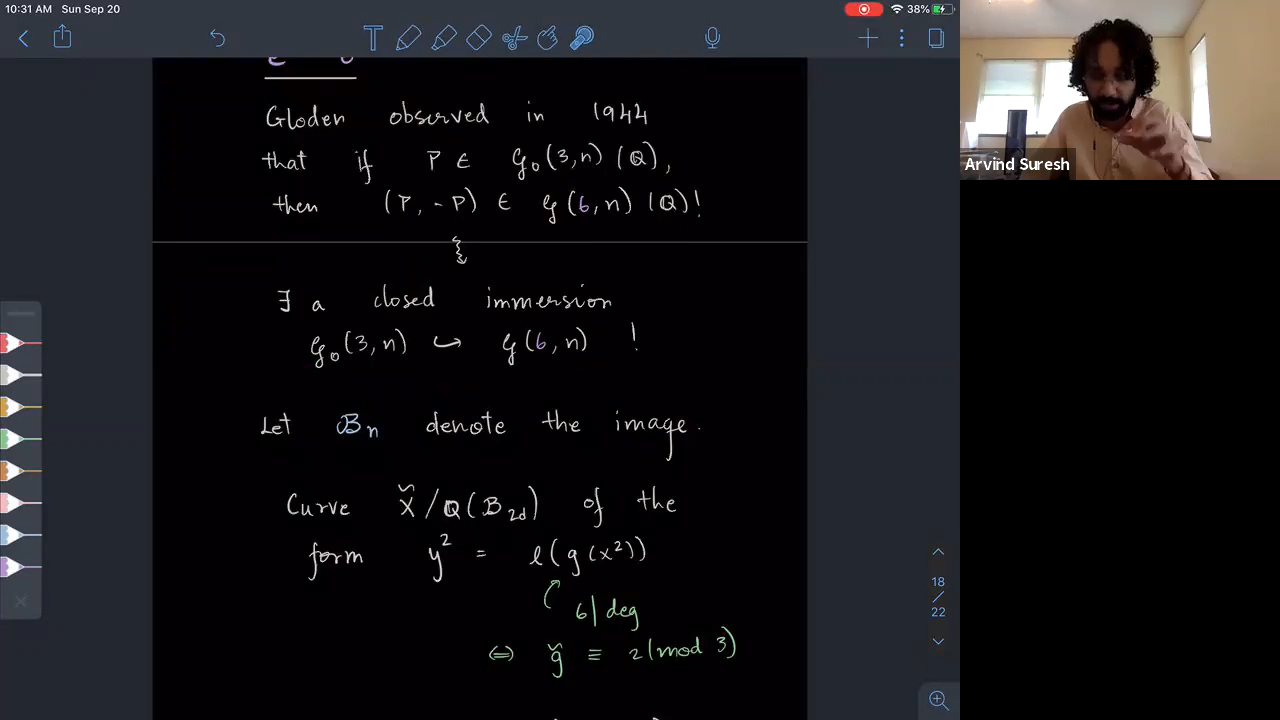 10:31 AM Sun Sep 20
38%
Gloden observed in 1944
that if P ∈ G₀(3,n)(Q),
then (P, -P) ∈ G(6,n)(Q)!
∃ a closed immersion
G₀(3,n) ↪ G(6,n) !
Let Bₙ denote the image.
Curve X̌/Q(B₂d) of the
form y² = l(g(x²))
6|deg
⇔ ǧ ≡ 2(mod 3)
18
/
22
Arvind Suresh